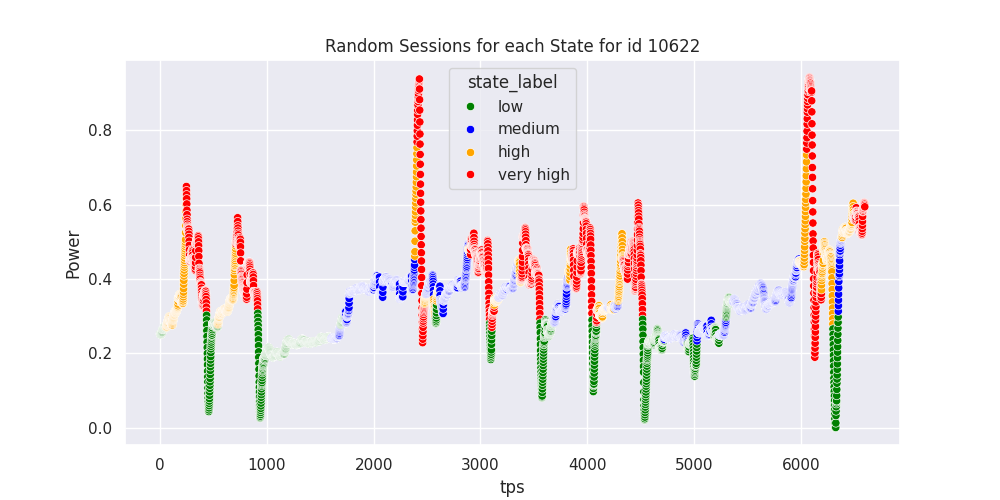 Random Sessions for each State for id 10622
state_label
low
medium
high
very high
Power
0.8
0.6
0.4
0.2
0.0
0 1000 2000 3000 4000 5000 6000
tps